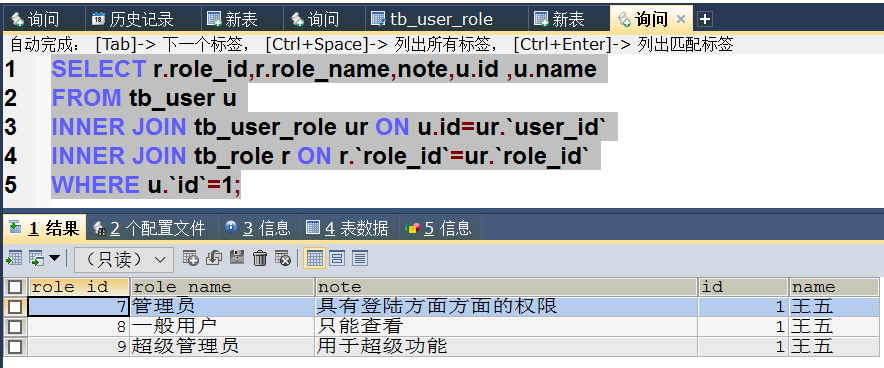 询问 历史记录 新表 询问 tb_user_role 新表 询问
自动完成： [Tab]-> 下一个标签， [Ctrl+Space]-> 列出所有标签， [Ctrl+Enter]-> 列出匹配标签
1 SELECT r.role_id,r.role_name,note,u.id ,u.name
2 FROM tb_user u
3 INNER JOIN tb_user_role ur ON u.id=ur.`user_id`
4 INNER JOIN tb_role r ON r.`role_id`=ur.`role_id`
5 WHERE u.`id`=1;
1 结果 2 个配置文件 3 信息 4 表数据 5 信息
（只读）
role_id role_name note id name
7 管理员 具有登陆方面方面的权限 1 王五
8 一般用户 只能查看 1 王五
9 超级管理员 用于超级功能 1 王五